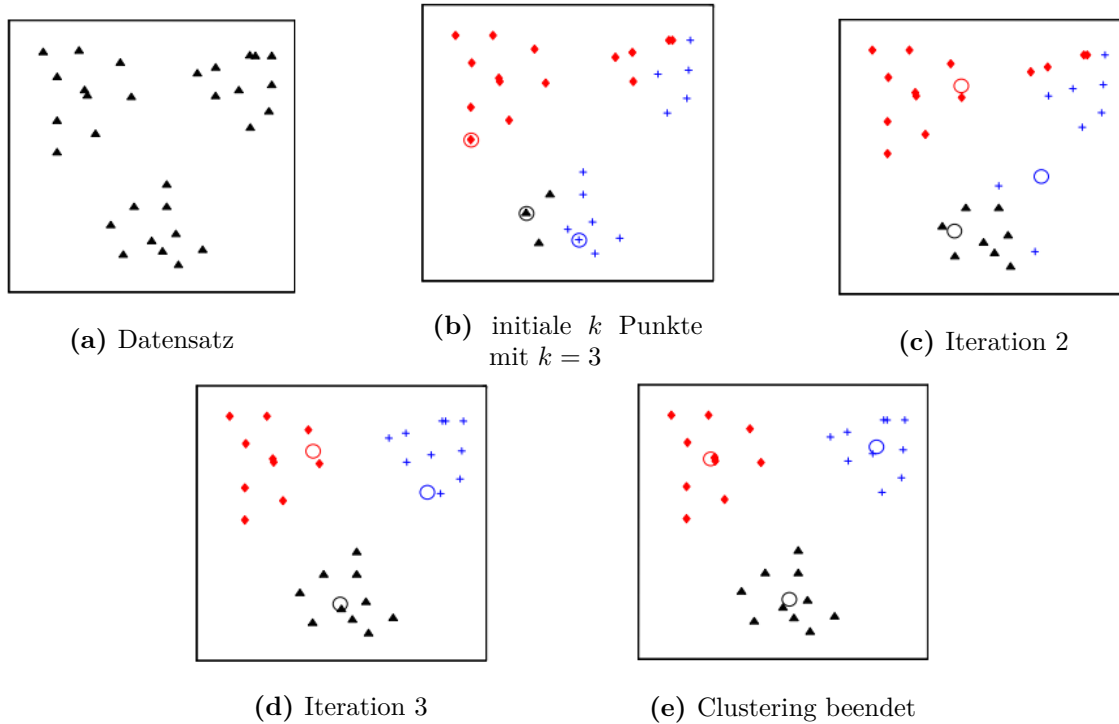 (a) Datensatz
(b) initiale k Punkte
mit k = 3
(c) Iteration 2
(d) Iteration 3
(e) Clustering beendet